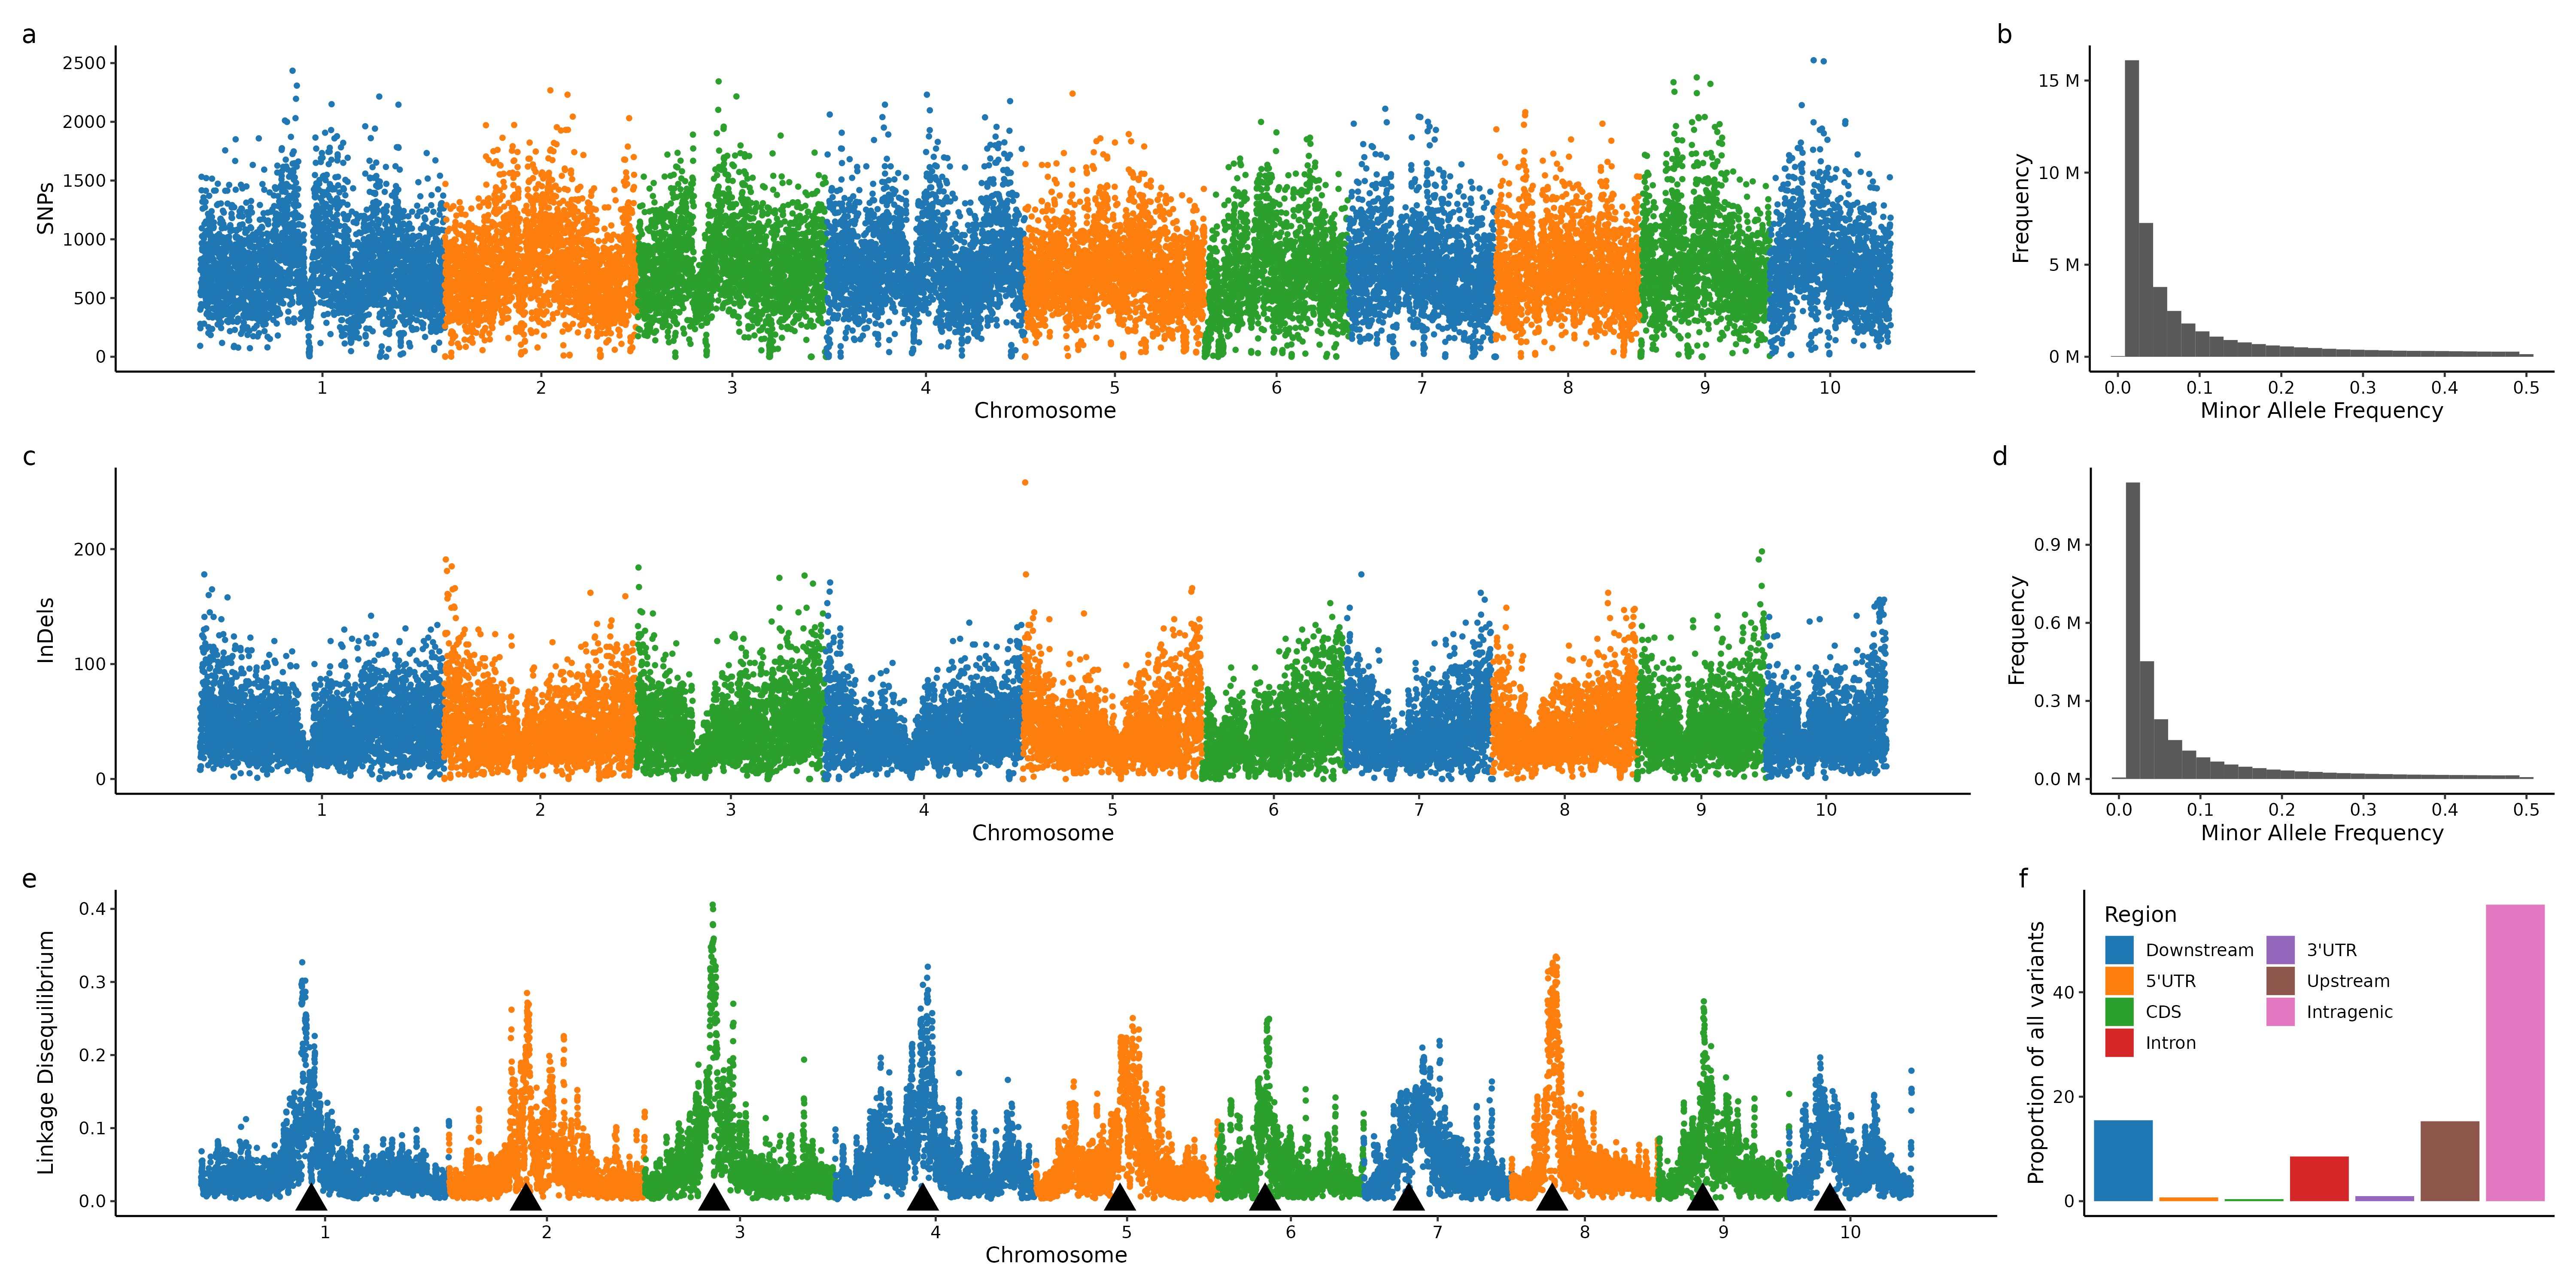 a
2500
2000
1500
1000
500
0
SNPs
1 2 3 4 5 6 7 8 9 10
Chromosome
b
15 M
10 M
5 M
0 M
Frequency
0.0 0.1 0.2 0.3 0.4 0.5
Minor Allele Frequency
c
200
100
0
InDels
1 2 3 4 5 6 7 8 9 10
Chromosome
d
0.9 M
0.6 M
0.3 M
0.0 M
Frequency
0.0 0.1 0.2 0.3 0.4 0.5
Minor Allele Frequency
e
0.4
0.3
0.2
0.1
0.0
Linkage Disequilibrium
1 2 3 4 5 6 7 8 9 10
Chromosome
f
40
20
0
Proportion of all variants
Region
Downstream
5'UTR
CDS
Intron
3'UTR
Upstream
Intragenic